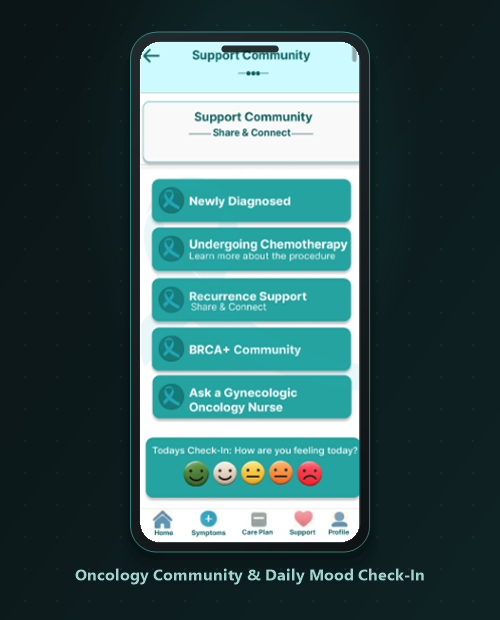 Support Community
Support Community
Share & Connect
Newly Diagnosed
Undergoing Chemotherapy
Learn more about the procedure
Recurrence Support
Share & Connect
BRCA+ Community
Ask a Gynecologic
Oncology Nurse
Todays Check-In: How are you feeling today?
Home Symptoms Care Plan Support Profile
Oncology Community & Daily Mood Check-In